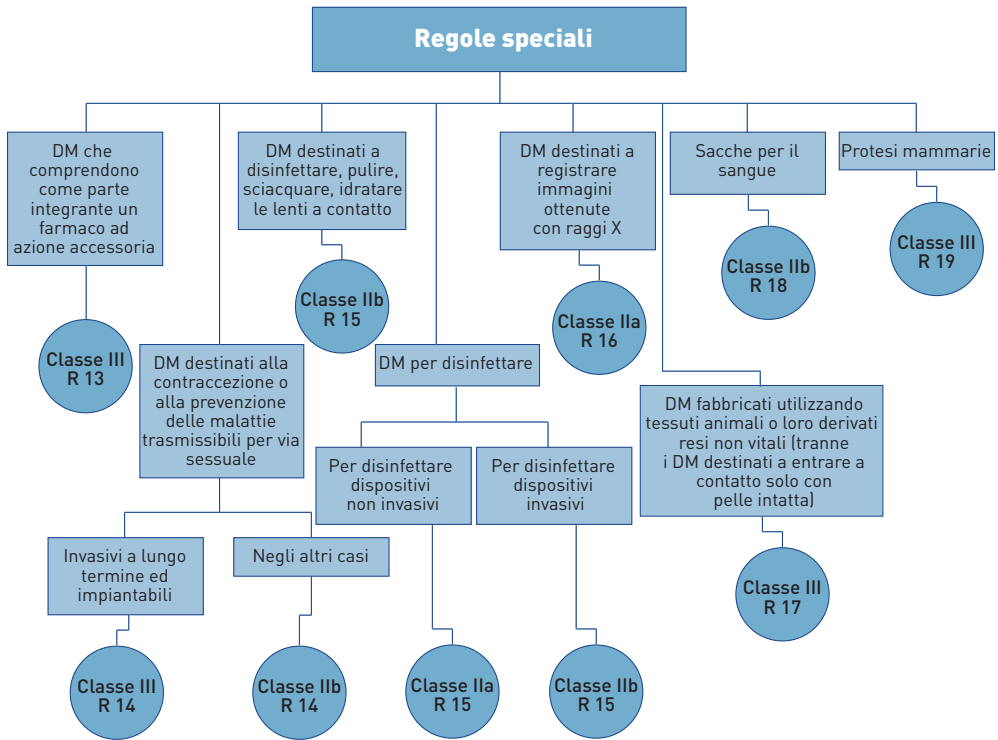 Regole speciali
DM che
comprendono
come parte
integrante un
farmaco ad
azione accessoria
Classe III
R 13
DM destinati alla
contraccezione o
alla prevenzione
delle malattie
trasmissibili per via
sessuale
Invasivi a lungo
termine ed
impiantabili
Classe III
R 14
Negli altri casi
Classe IIb
R 14
DM destinati a
disinfettare, pulire,
sciacquare, idratare
le lenti a contatto
Classe IIb
R 15
DM per disinfettare
Per disinfettare
dispositivi
non invasivi
Classe IIa
R 15
Per disinfettare
dispositivi
invasivi
Classe IIb
R 15
DM destinati a
registrare
immagini
ottenute
con raggi X
Classe IIa
R 16
DM fabbricati utilizzando
tessuti animali o loro derivati
resi non vitali (tranne
i DM destinati a entrare a
contatto solo con
pelle intatta)
Classe III
R 17
Sacche per il
sangue
Classe IIb
R 18
Protesi mammarie
Classe III
R 19